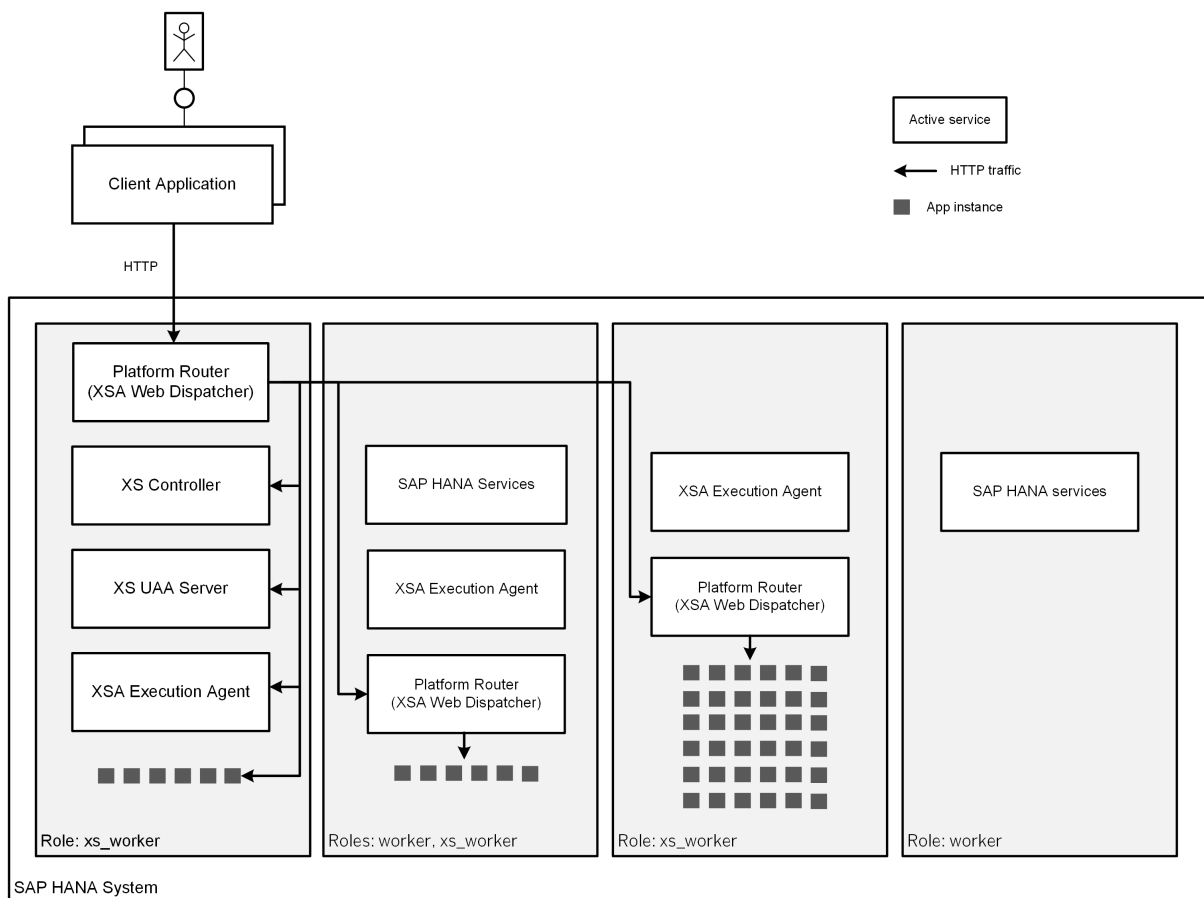 Client Application
Active service
HTTP traffic
App instance
HTTP
Platform Router
(XSA Web Dispatcher)
XS Controller
XS UAA Server
XSA Execution Agent
Role: xs_worker
SAP HANA Services
XSA Execution Agent
Platform Router
(XSA Web Dispatcher)
Roles: worker, xs_worker
XSA Execution Agent
Platform Router
(XSA Web Dispatcher)
Role: xs_worker
SAP HANA services
Role: worker
SAP HANA System